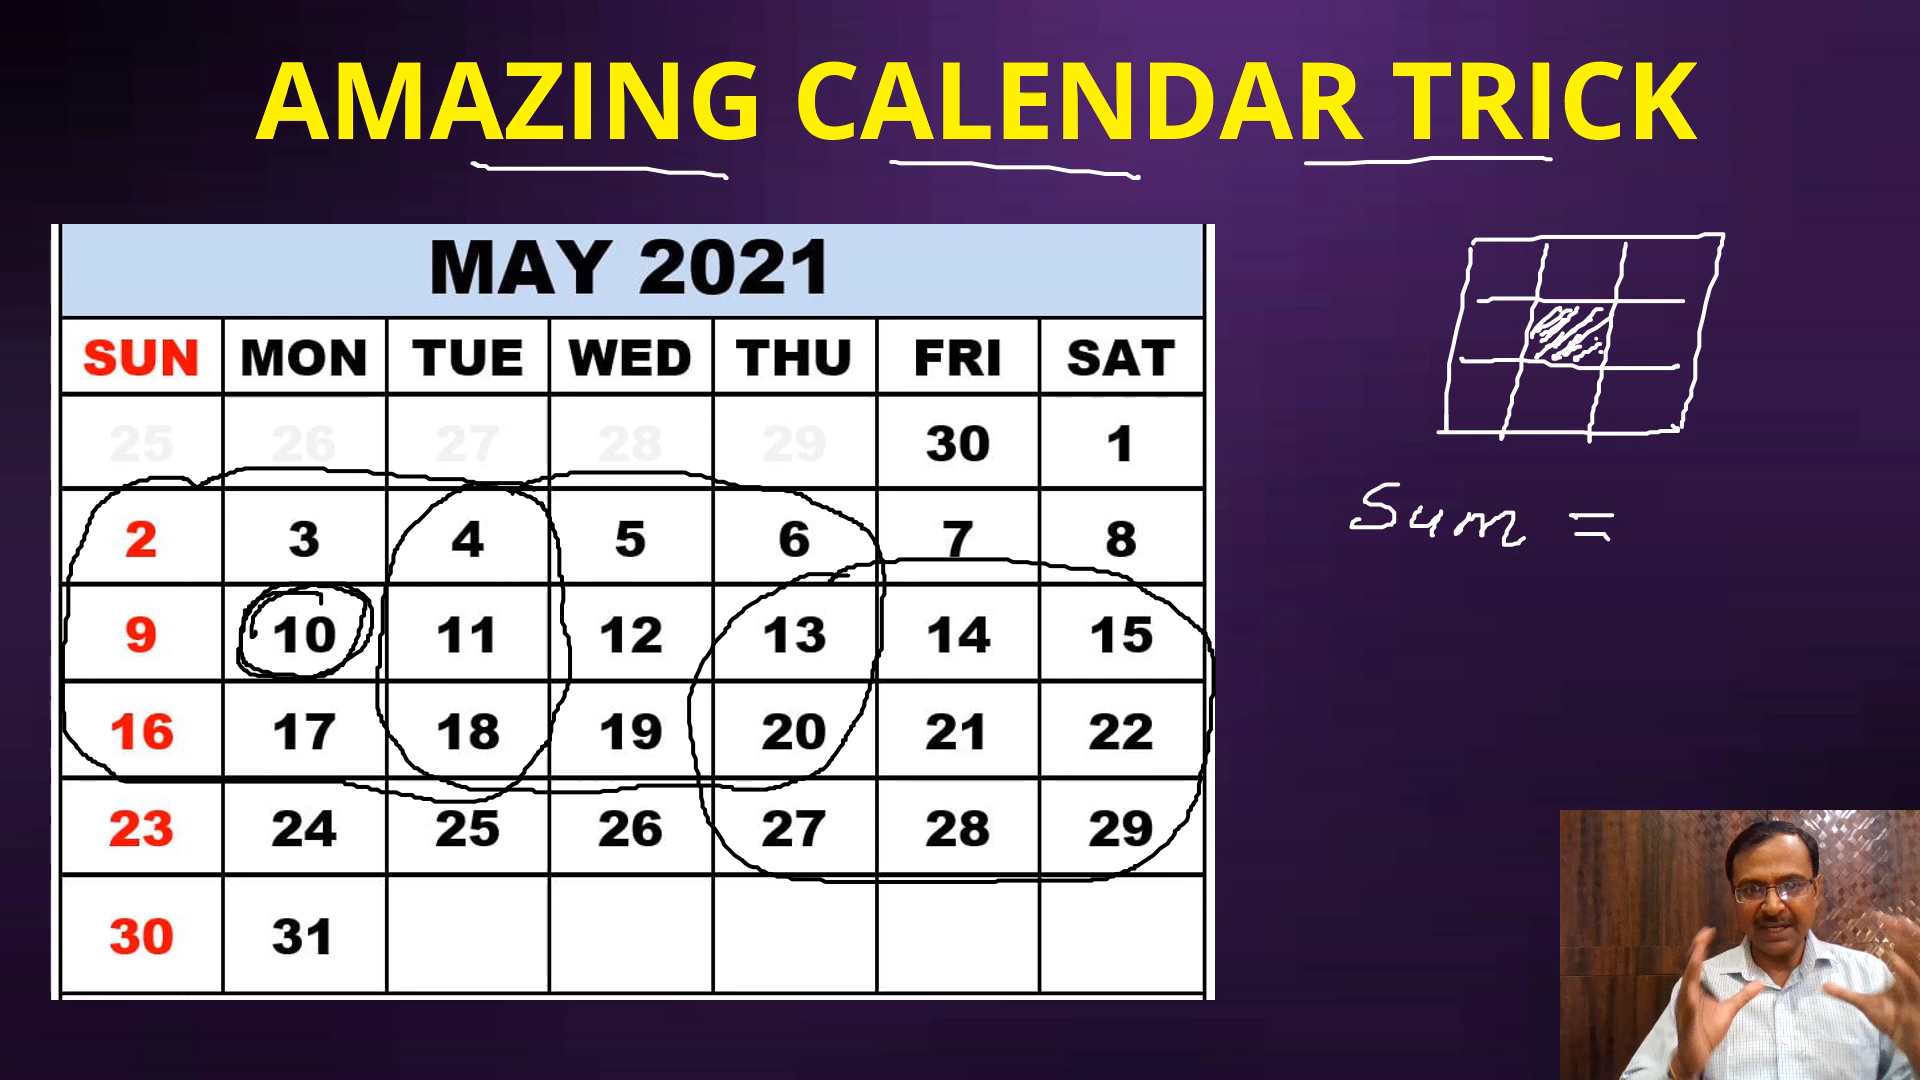 AMAZING CALENDAR TRICK
MAY 2021
SUN MON TUE WED THU FRI SAT
25 26 27 28 29 30 1
2 3 4 5 6 7 8
9 10 11 12 13 14 15
16 17 18 19 20 21 22
23 24 25 26 27 28 29
30 31
Sum =